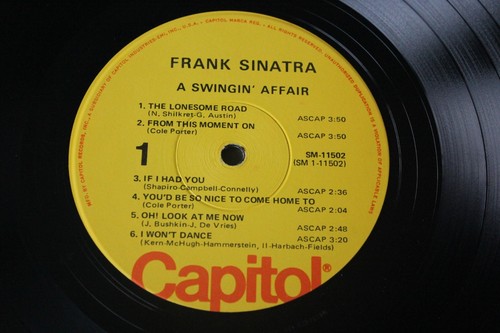 FRANK SINATRA
A SWINGIN' AFFAIR
1. THE LONESOME ROAD
(N, Shilkret-G, Austin) ASCAP 3:50
2. FROM THIS MOMENT ON
(Cole Porter) ASCAP 3:50
1
SM-11502
(SM 1-11502)
3. IF I HAD YOU
(Shapiro-Campbell-Connelly) ASCAP 2:36
4. YOU'D BE SO NICE TO COME HOME TO
(Cole Porter) ASCAP 2:04
5. OH! LOOK AT ME NOW
(J, Bushkin-J, De Vries) ASCAP 2:48
6. I WON'T DANCE
(Kern-McHugh-Hammerstein, II-Harbach-Fields) ASCAP 3:20
Capitol®